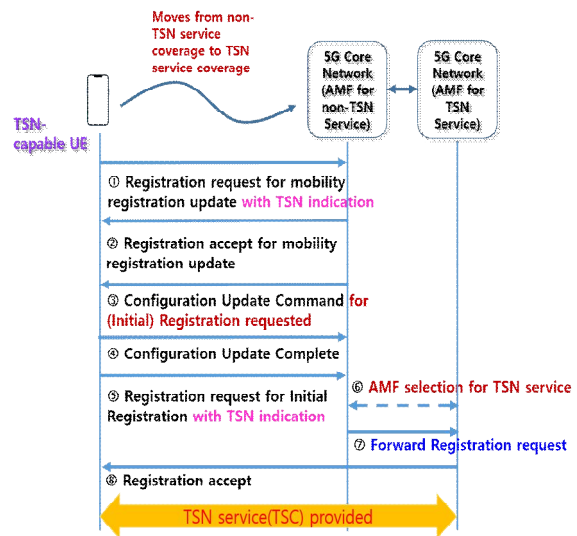 Moves from non-
TSN service
coverage to TSN
service coverage
5G Core
Network
(AMF for
non-TSN
Service)
5G Core
Network
(AMF for
TSN
Service)
TSN-
capable UE
① Registration request for mobility
registration update with TSN indication
② Registration accept for mobility
registration update
③ Configuration Update Command for
(Initial) Registration requested
④ Configuration Update Complete
⑤ Registration request for Initial
Registration with TSN indication
⑥ AMF selection for TSN service
⑦ Forward Registration request
⑧ Registration accept
TSN service(TSC) provided